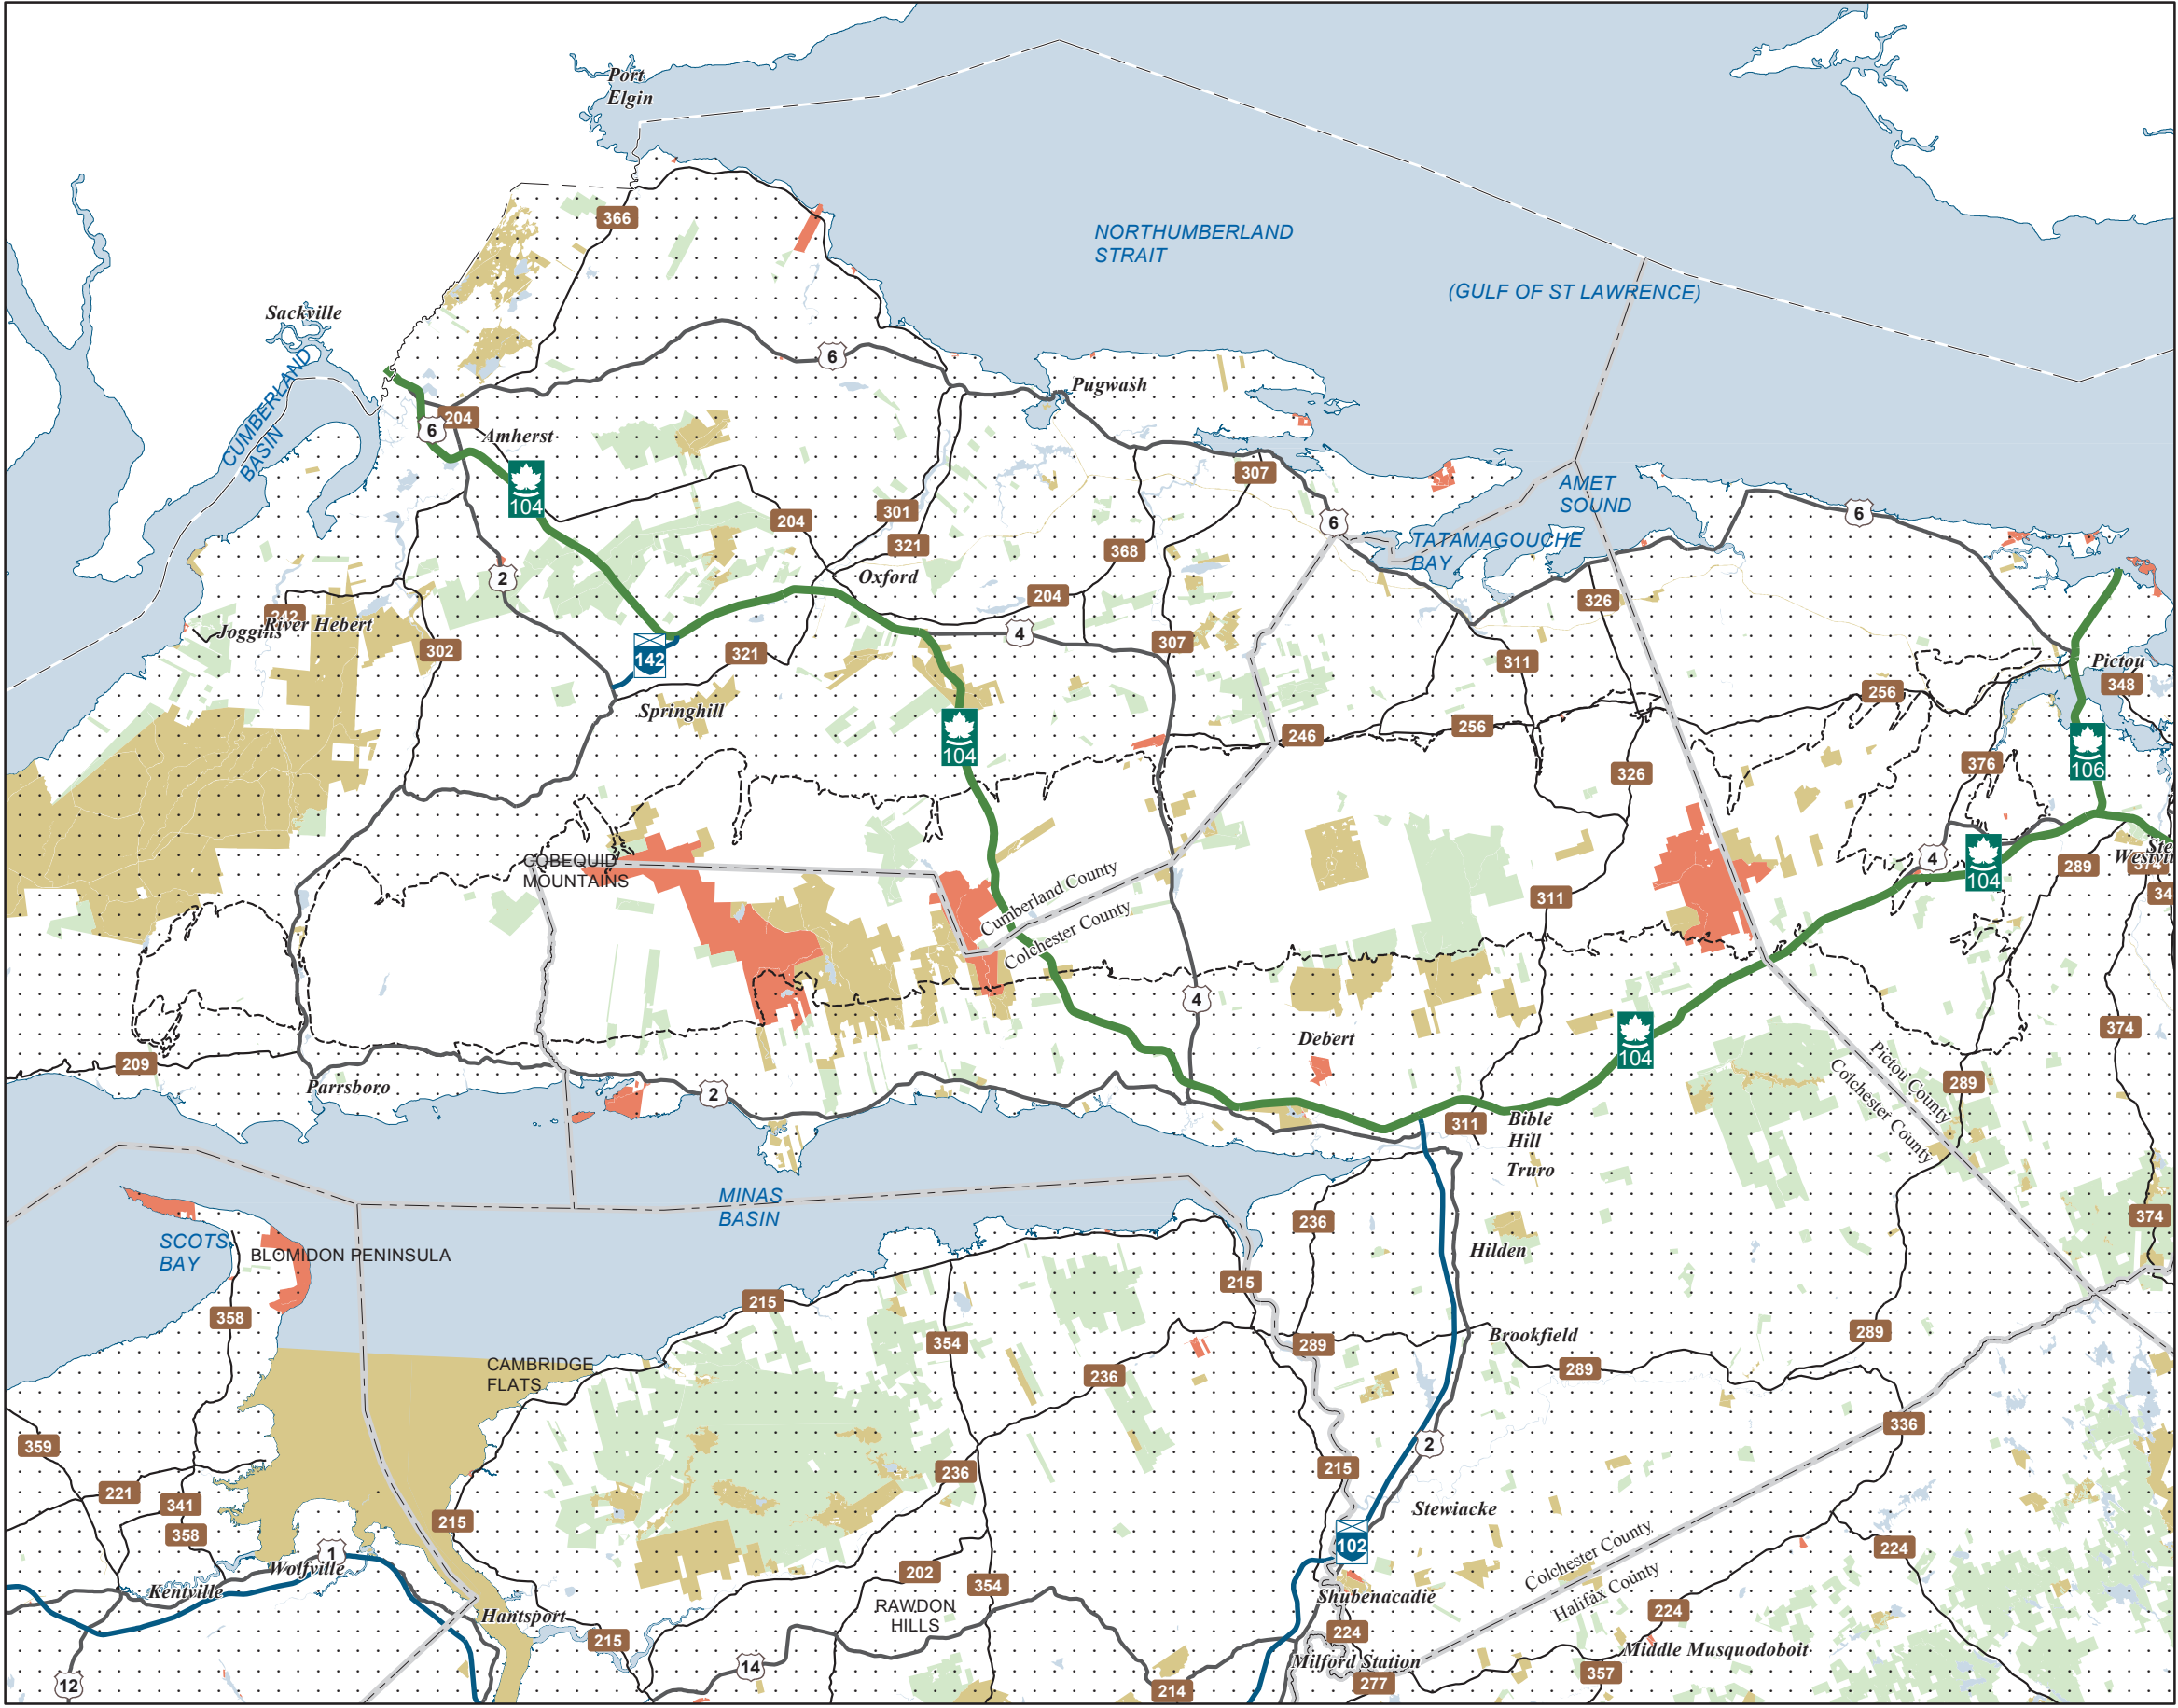 Port
Elgin
366
NORTHUMBERLAND
STRAIT
(GULF OF ST LAWRENCE)
Sackville
CUMBERLAND
BASIN
6
Pugwash
204
6
Amherst
104
307
AMET
SOUND
301
204
6
6
321
368
TATAMAGOUCHE
BAY
2
Oxford
204
326
242
Joggins
River Hebert
302
4
307
142
321
311
Pictou
348
256
Springhill
246
256
104
106
376
326
COBEQUID
MOUNTAINS
Cumberland County
Colchester County
311
4
104
289
374
4
Debert
104
374
209
Parrsboro
2
Pictou County
Colchester County
289
311
Bible
Hill
Truro
MINAS
BASIN
236
374
SCOTS
BAY
BLOMIDON PENINSULA
Hilden
215
215
358
354
289
Brookfield
289
289
CAMBRIDGE
FLATS
236
336
359
2
236
215
221
341
358
215
Stewiacke
102
224
Colchester County
Halifax County
1
Wolfville
Kentville
202
354
Shubenacadie
RAWDON
HILLS
224
Hantsport
215
224
Middle Musquodoboit
14
Milford Station
12
214
277
357